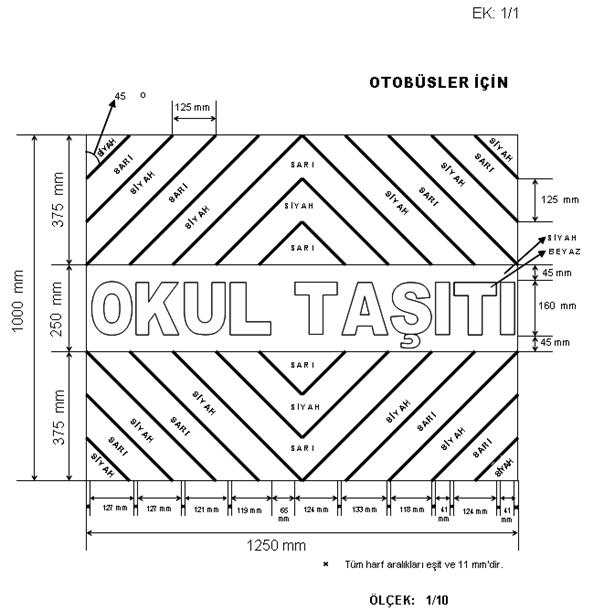 EK: 1/1
OTOBÜSLER İÇİN
45 O
125 mm
SİYAH
SARI
SİYAH
SARI
SİYAH
SARI
SİYAH
SARI
SİYAH
SARI
SİYAH
SARI
SİYAH
125 mm
SİYAH
BEYAZ
OKUL TAŞITI
45 mm
160 mm
45 mm
375 mm
250 mm
375 mm
1000 mm
SARI
SİYAH
SARI
SİYAH
SARI
SİYAH
SARI
SİYAH
SİYAH
SARI
SİYAH
SARI
SİYAH
127 mm 127 mm 121 mm 119 mm 65 mm 124 mm 133 mm 118 mm 41 mm 124 mm 41 mm
1250 mm
× Tüm harf aralıkları eşit ve 11 mm'dir.
ÖLÇEK: 1/10